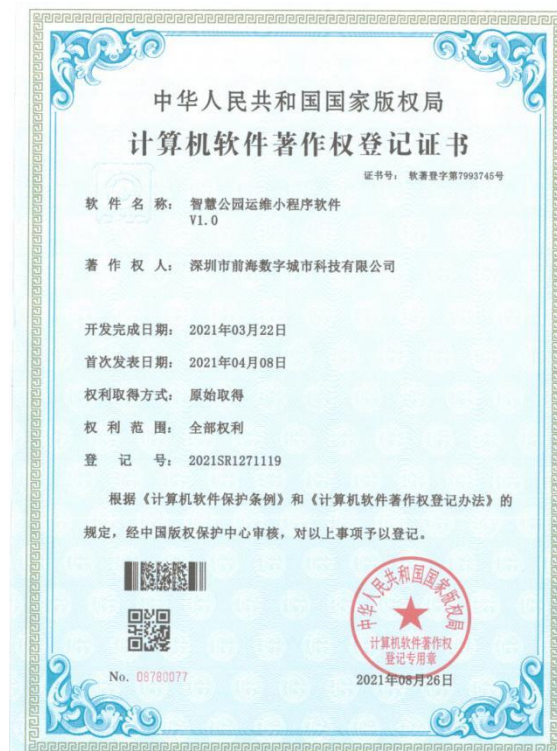 中华人民共和国国家版权局
计算机软件著作权登记证书
证书号： 软著登字第7993745号
软件名称： 智慧公园运维小程序软件
V1.0
著作权人： 深圳市前海数字城市科技有限公司
开发完成日期： 2021年03月22日
首次发表日期： 2021年04月08日
权利取得方式： 原始取得
权利范围： 全部权利
登记号： 2021SR1271119
根据《计算机软件保护条例》和《计算机软件著作权登记办法》的
规定，经中国版权保护中心审核，对以上事项予以登记。
中华人民共和国国家版权局
计算机软件著作权
登记专用章
No. 08780077
2021年08月26日